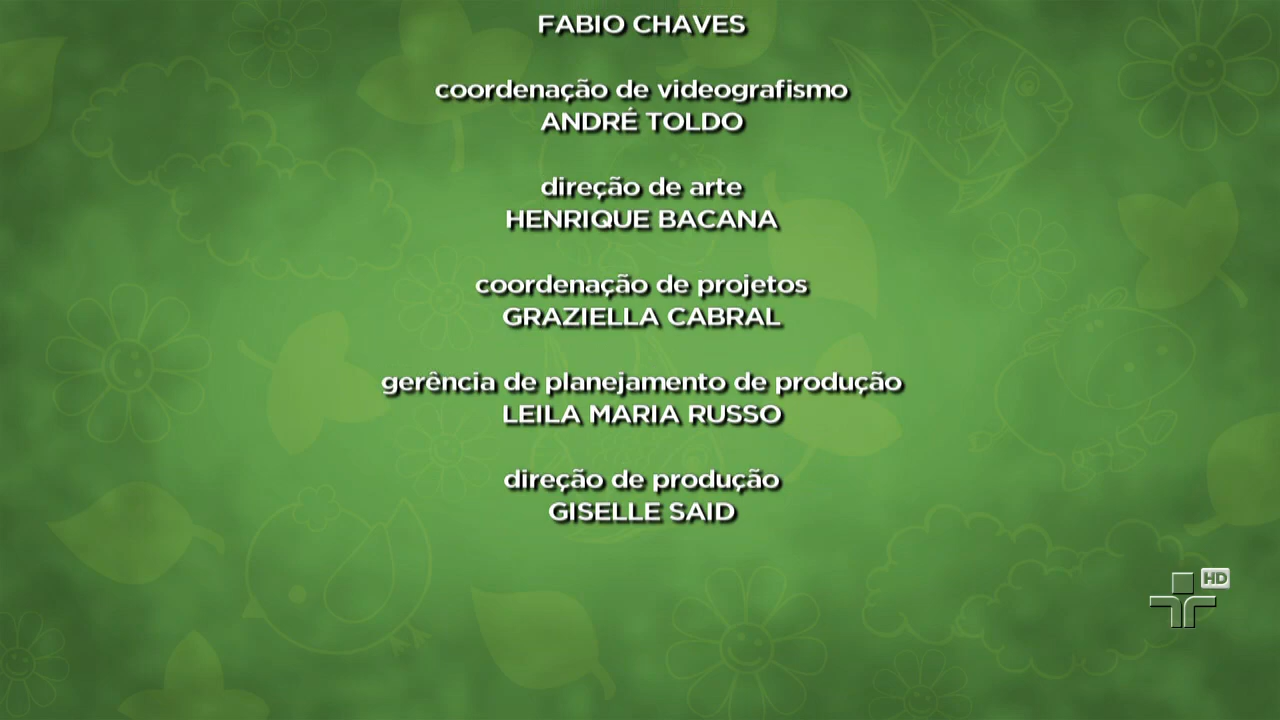 FABIO CHAVES
coordenação de videografismo
ANDRÉ TOLDO
direção de arte
HENRIQUE BACANA
coordenação de projetos
GRAZIELLA CABRAL
gerência de planejamento de produção
LEILA MARIA RUSSO
direção de produção
GISELLE SAID
HD